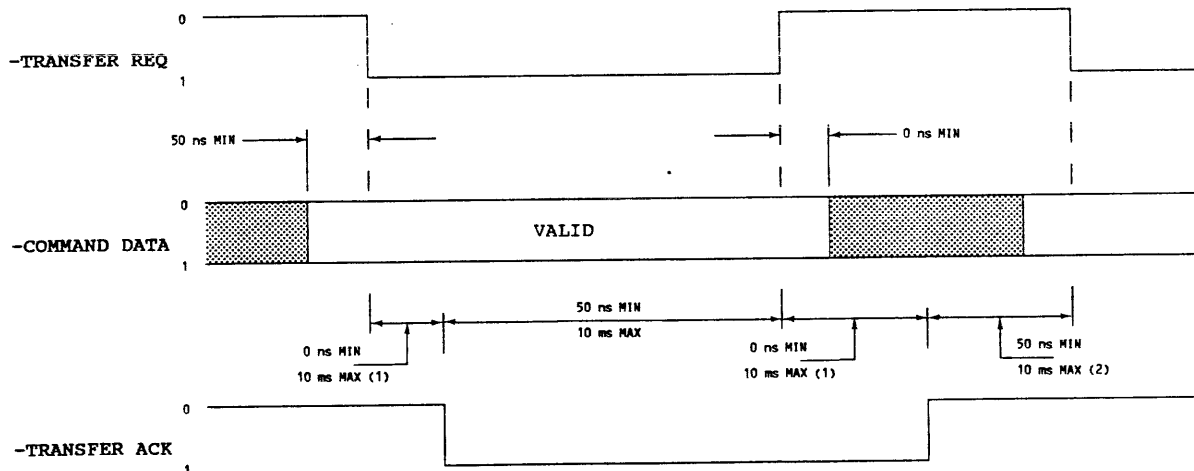 0
-TRANSFER REQ
1
50 ns MIN
0 ns MIN
0
VALID
-COMMAND DATA
1
50 ns MIN
10 ms MAX
0 ns MIN
10 ms MAX (1)
0 ns MIN
10 ms MAX (1)
50 ns MIN
10 ms MAX (2)
0
-TRANSFER ACK
1